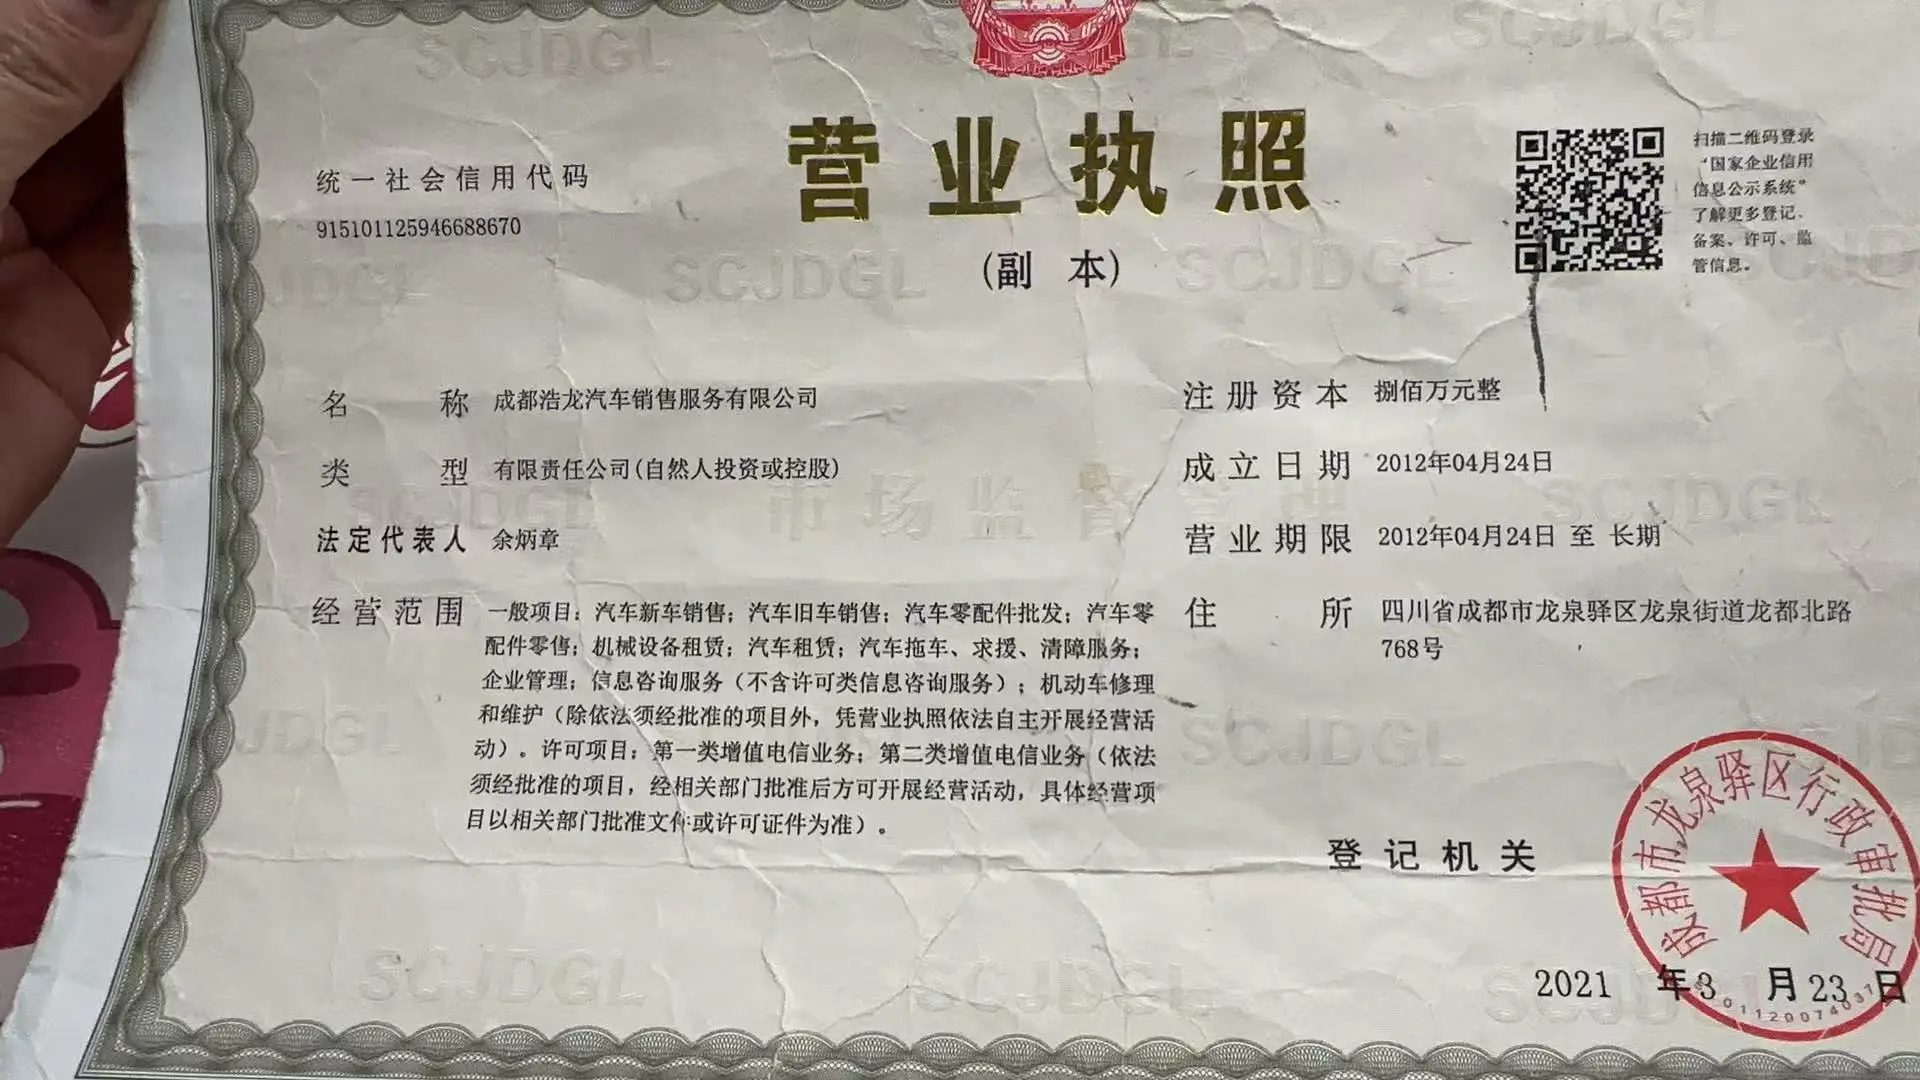 营业执照
(副 本)
统一社会信用代码
915101125946688670
扫描二维码登录
“国家企业信用
信息公示系统”
了解更多登记、
备案、许可、监
管信息。
名 称 成都浩龙汽车销售服务有限公司
类 型 有限责任公司(自然人投资或控股)
法定代表人 余炳章
经营范围 一般项目：汽车新车销售；汽车旧车销售；汽车零配件批发；汽车零
配件零售；机械设备租赁；汽车租赁；汽车拖车、求援、清障服务；
企业管理；信息咨询服务（不含许可类信息咨询服务）；机动车修理
和维护（除依法须经批准的项目外，凭营业执照依法自主开展经营活
动）。许可项目：第一类增值电信业务；第二类增值电信业务（依法
须经批准的项目，经相关部门批准后方可开展经营活动，具体经营项
目以相关部门批准文件或许可证件为准）。
注册资本 捌佰万元整
成立日期 2012年04月24日
营业期限 2012年04月24日 至 长期
住 所 四川省成都市龙泉驿区龙泉街道龙都北路
768号
登记机关
成都市龙泉驿区行政审批局
2021 年3 月23日
市场监督管理
SCJDGL
SCJDGL
SCJDGL
SCJDGL
SCJDGL
SCJDGL
SCJDGL